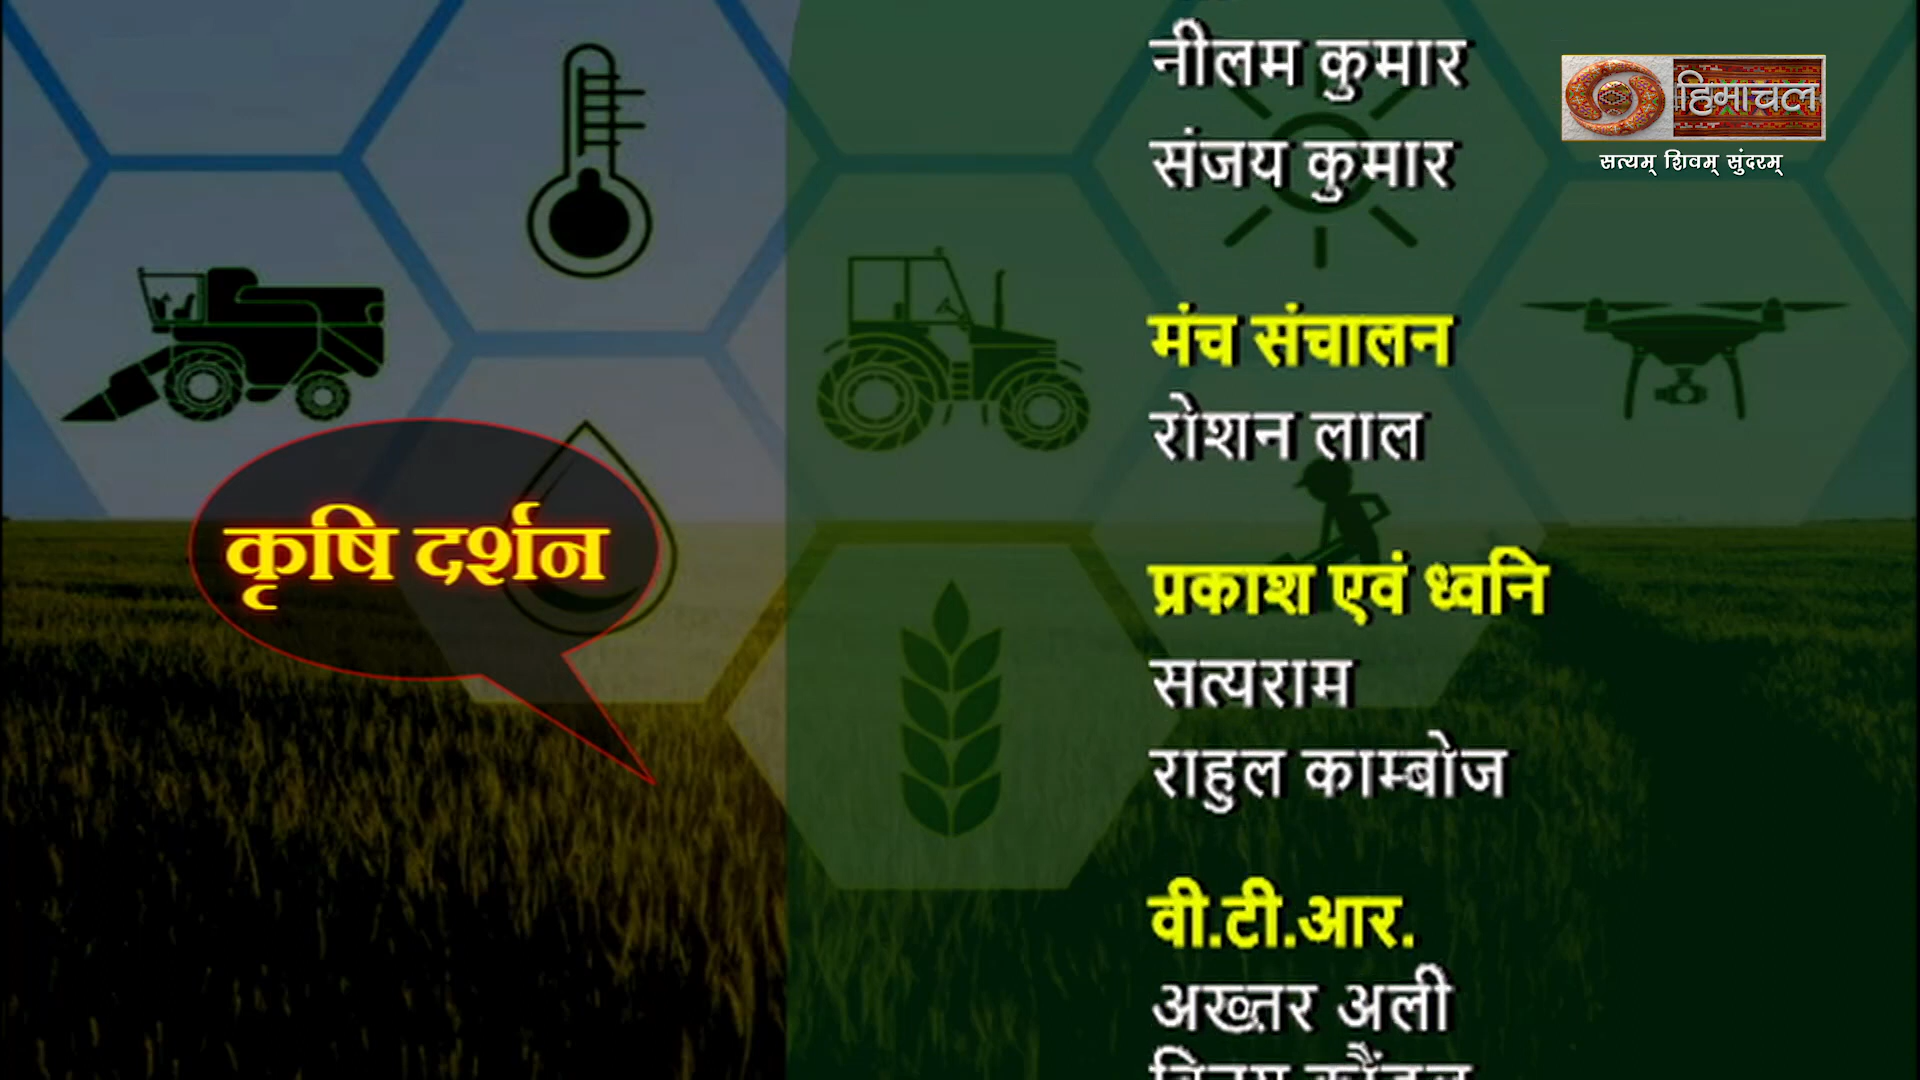 नीलम कुमार
संजय कुमार
हिमाचल
सत्यम् शिवम् सुंदरम्
मंच संचालन
रोशन लाल
कृषि दर्शन
प्रकाश एवं ध्वनि
सत्यराम
राहुल काम्बोज
वी.टी.आर.
अख्तर अली